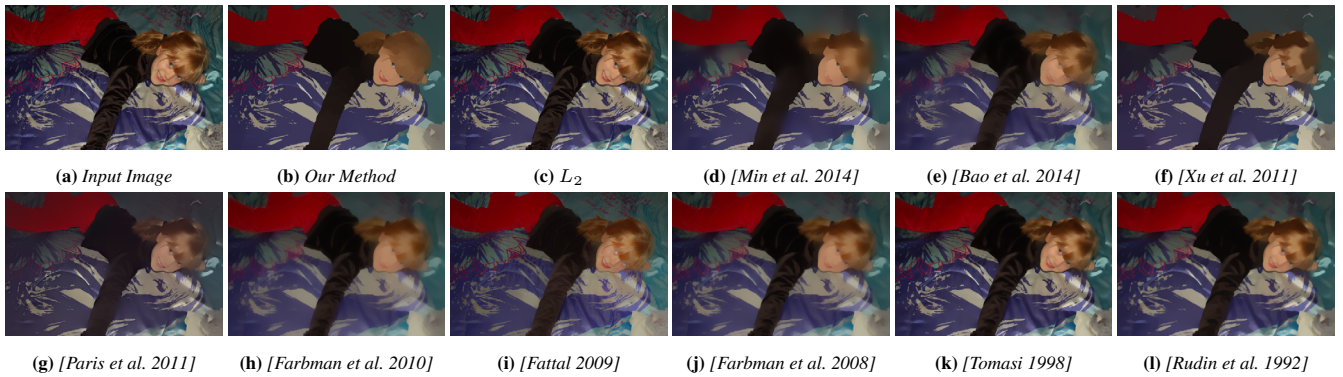 (a) Input Image (b) Our Method (c) L₂ (d) [Min et al. 2014] (e) [Bao et al. 2014] (f) [Xu et al. 2011]
(g) [Paris et al. 2011] (h) [Farbman et al. 2010] (i) [Fattal 2009] (j) [Farbman et al. 2008] (k) [Tomasi 1998] (l) [Rudin et al. 1992]